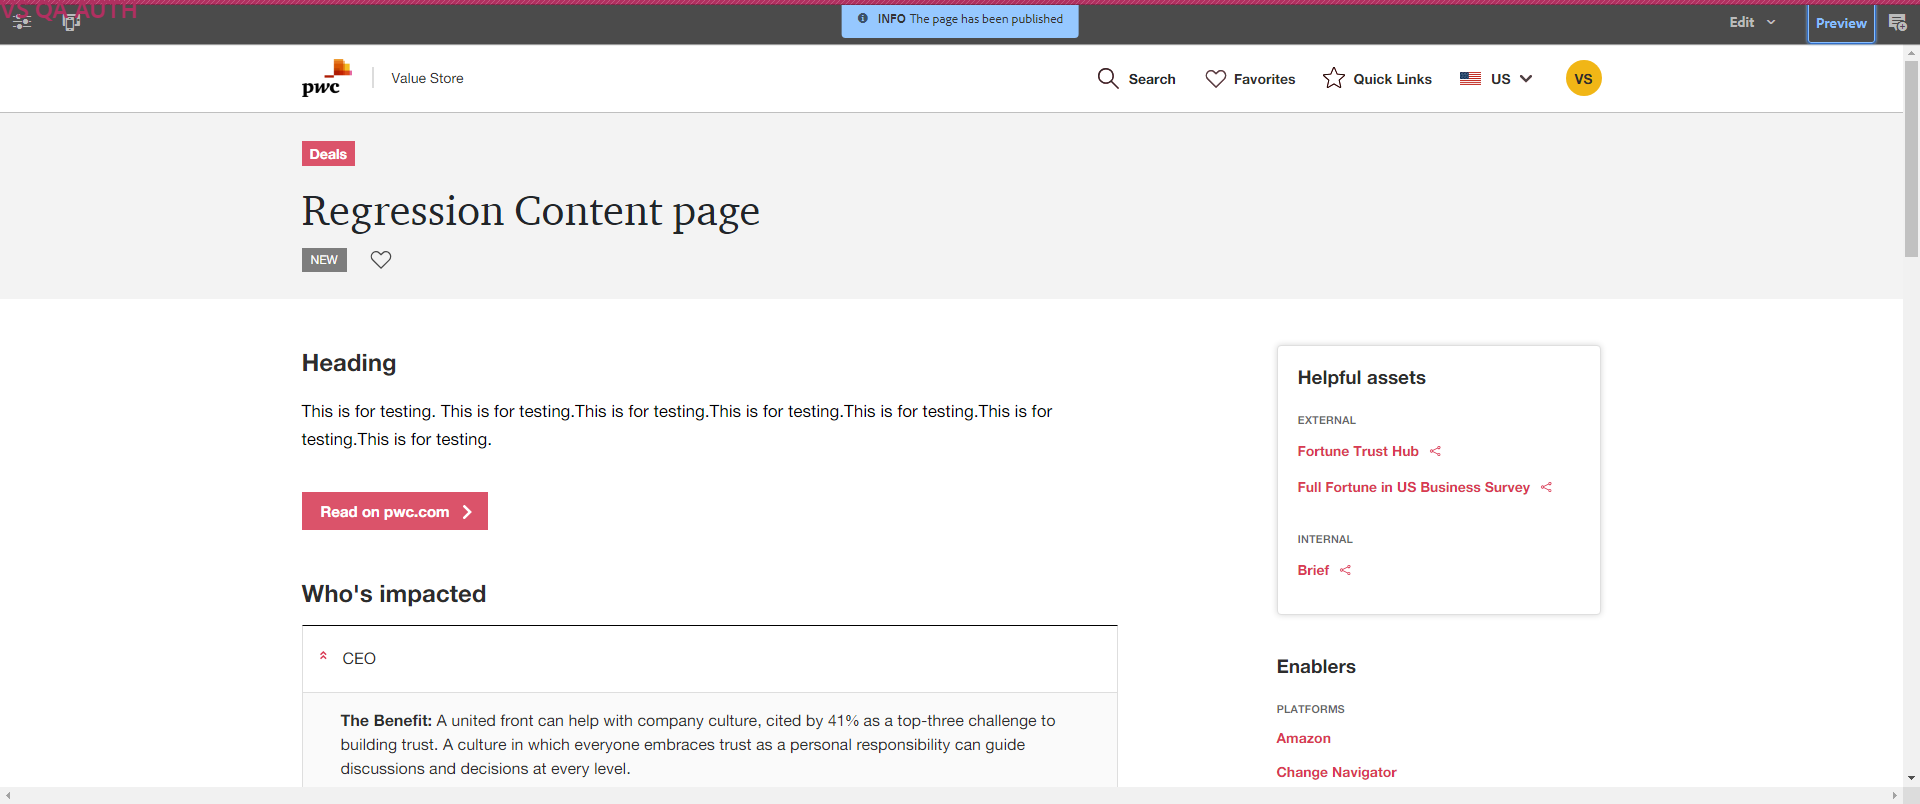 VS QA AUTH
INFO The page has been published
Edit
Preview
pwc
Value Store
Search
Favorites
Quick Links
US
VS
Deals
Regression Content page
NEW
Heading
This is for testing. This is for testing.This is for testing.This is for testing.This is for testing.This is for
testing.This is for testing.
Read on pwc.com
Who's impacted
CEO
The Benefit: A united front can help with company culture, cited by 41% as a top-three challenge to
building trust. A culture in which everyone embraces trust as a personal responsibility can guide
discussions and decisions at every level.
Helpful assets
EXTERNAL
Fortune Trust Hub
Full Fortune in US Business Survey
INTERNAL
Brief
Enablers
PLATFORMS
Amazon
Change Navigator